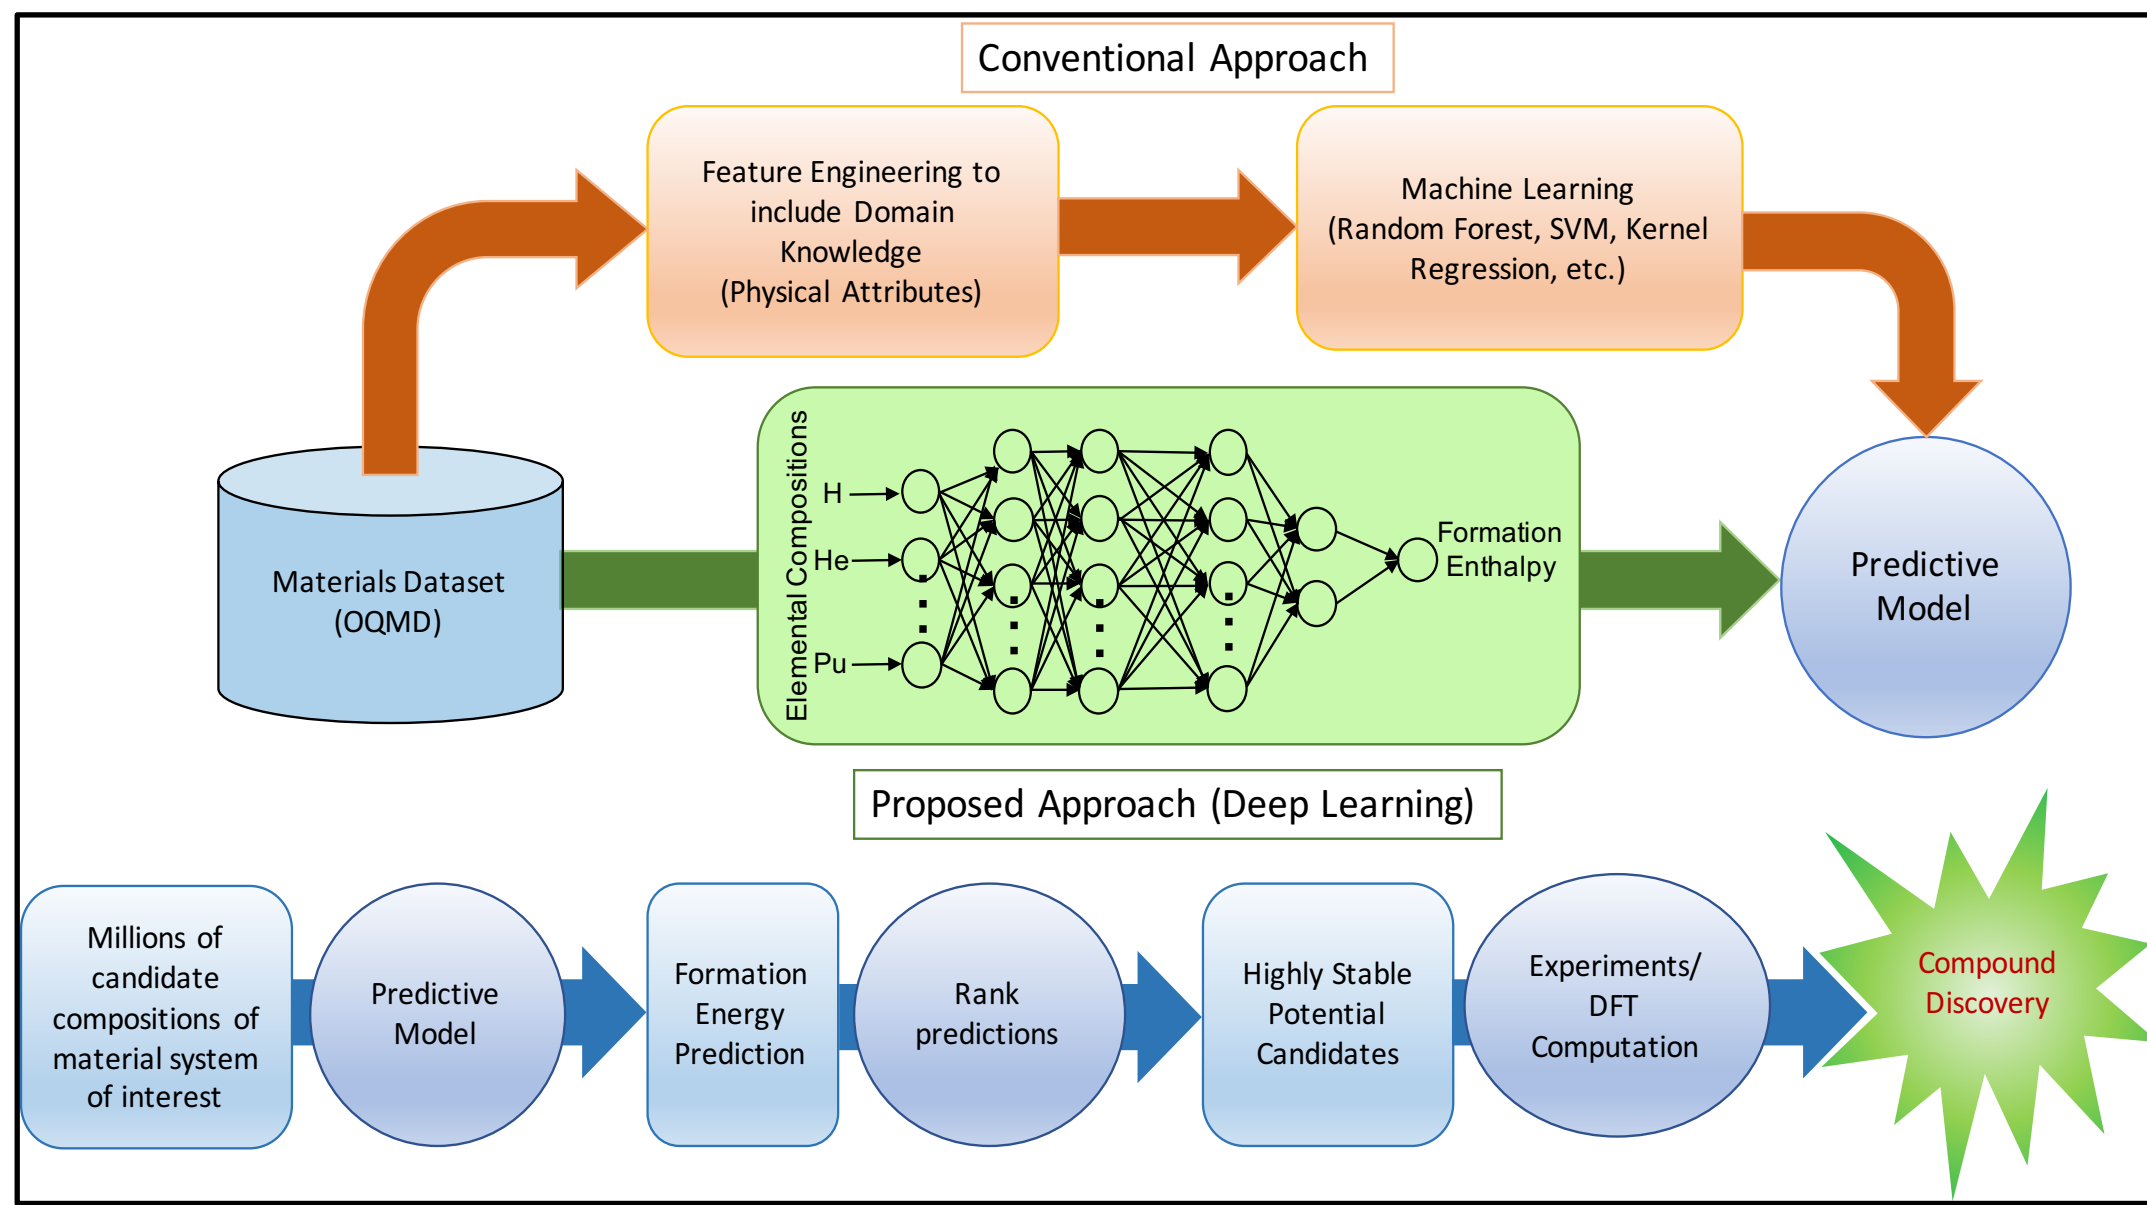 Conventional Approach
Feature Engineering to
include Domain
Knowledge
(Physical Attributes)
Machine Learning
(Random Forest, SVM, Kernel
Regression, etc.)
Materials Dataset
(OQMD)
Elemental Compositions
H
He
Pu
Formation
Enthalpy
Predictive
Model
Proposed Approach (Deep Learning)
Millions of
candidate
compositions of
material system
of interest
Predictive
Model
Formation
Energy
Prediction
Rank
predictions
Highly Stable
Potential
Candidates
Experiments/
DFT
Computation
Compound
Discovery